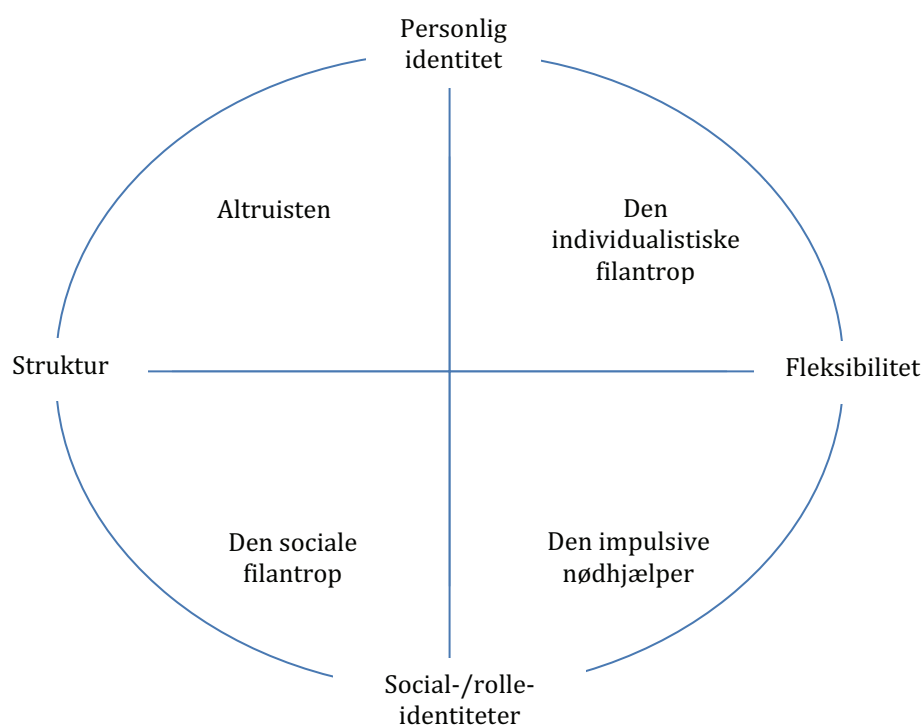 Personlig
identitet
Altruisten
Den
individualistiske
filantrop
Struktur
Fleksibilitet
Den sociale
filantrop
Den impulsive
nødhjælper
Social-/rolle-
identiteter